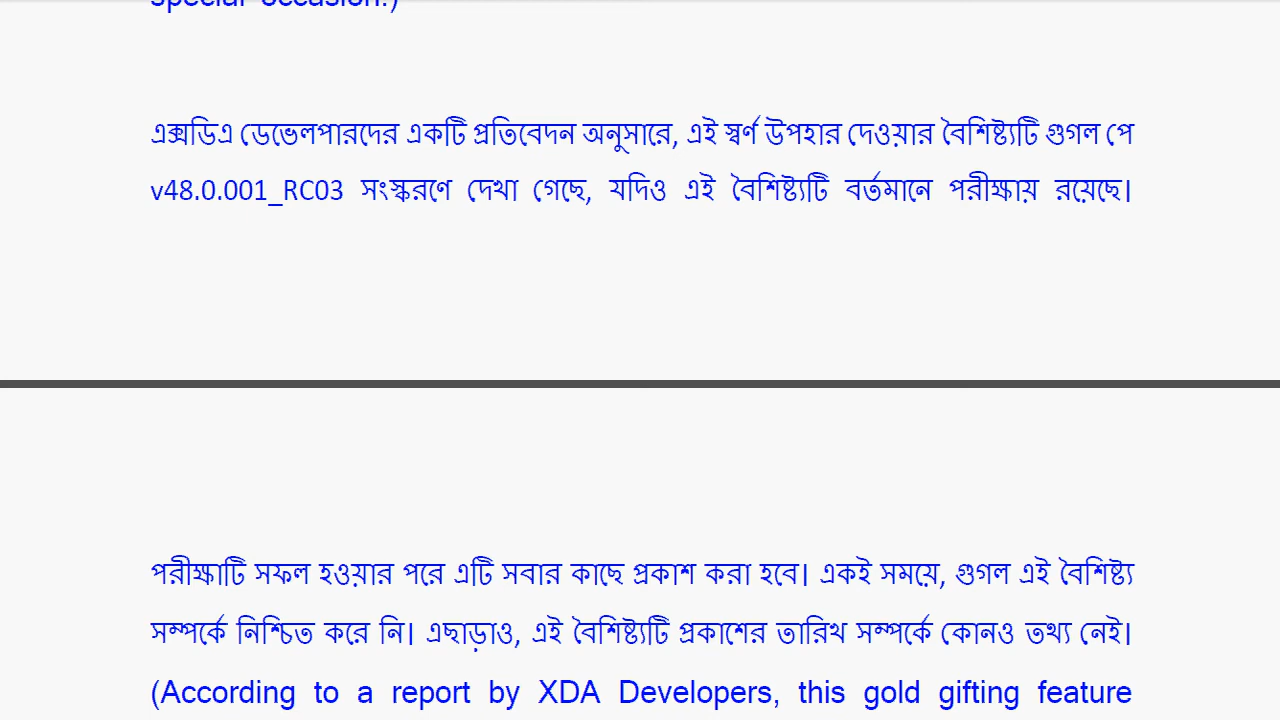 special occasion.)
এক্সডিএ ডেভেলপারদের একটি প্রতিবেদন অনুসারে, এই স্বর্ণ উপহার দেওয়ার বৈশিষ্ট্যটি গুগল পে
v48.0.001_RC03 সংস্করণে দেখা গেছে, যদিও এই বৈশিষ্ট্যটি বর্তমানে পরীক্ষায় রয়েছে।
পরীক্ষাটি সফল হওয়ার পরে এটি সবার কাছে প্রকাশ করা হবে। একই সময়ে, গুগল এই বৈশিষ্ট্য
সম্পর্কে নিশ্চিত করে নি। এছাড়াও, এই বৈশিষ্ট্যটি প্রকাশের তারিখ সম্পর্কে কোনও তথ্য নেই।
(According to a report by XDA Developers, this gold gifting feature